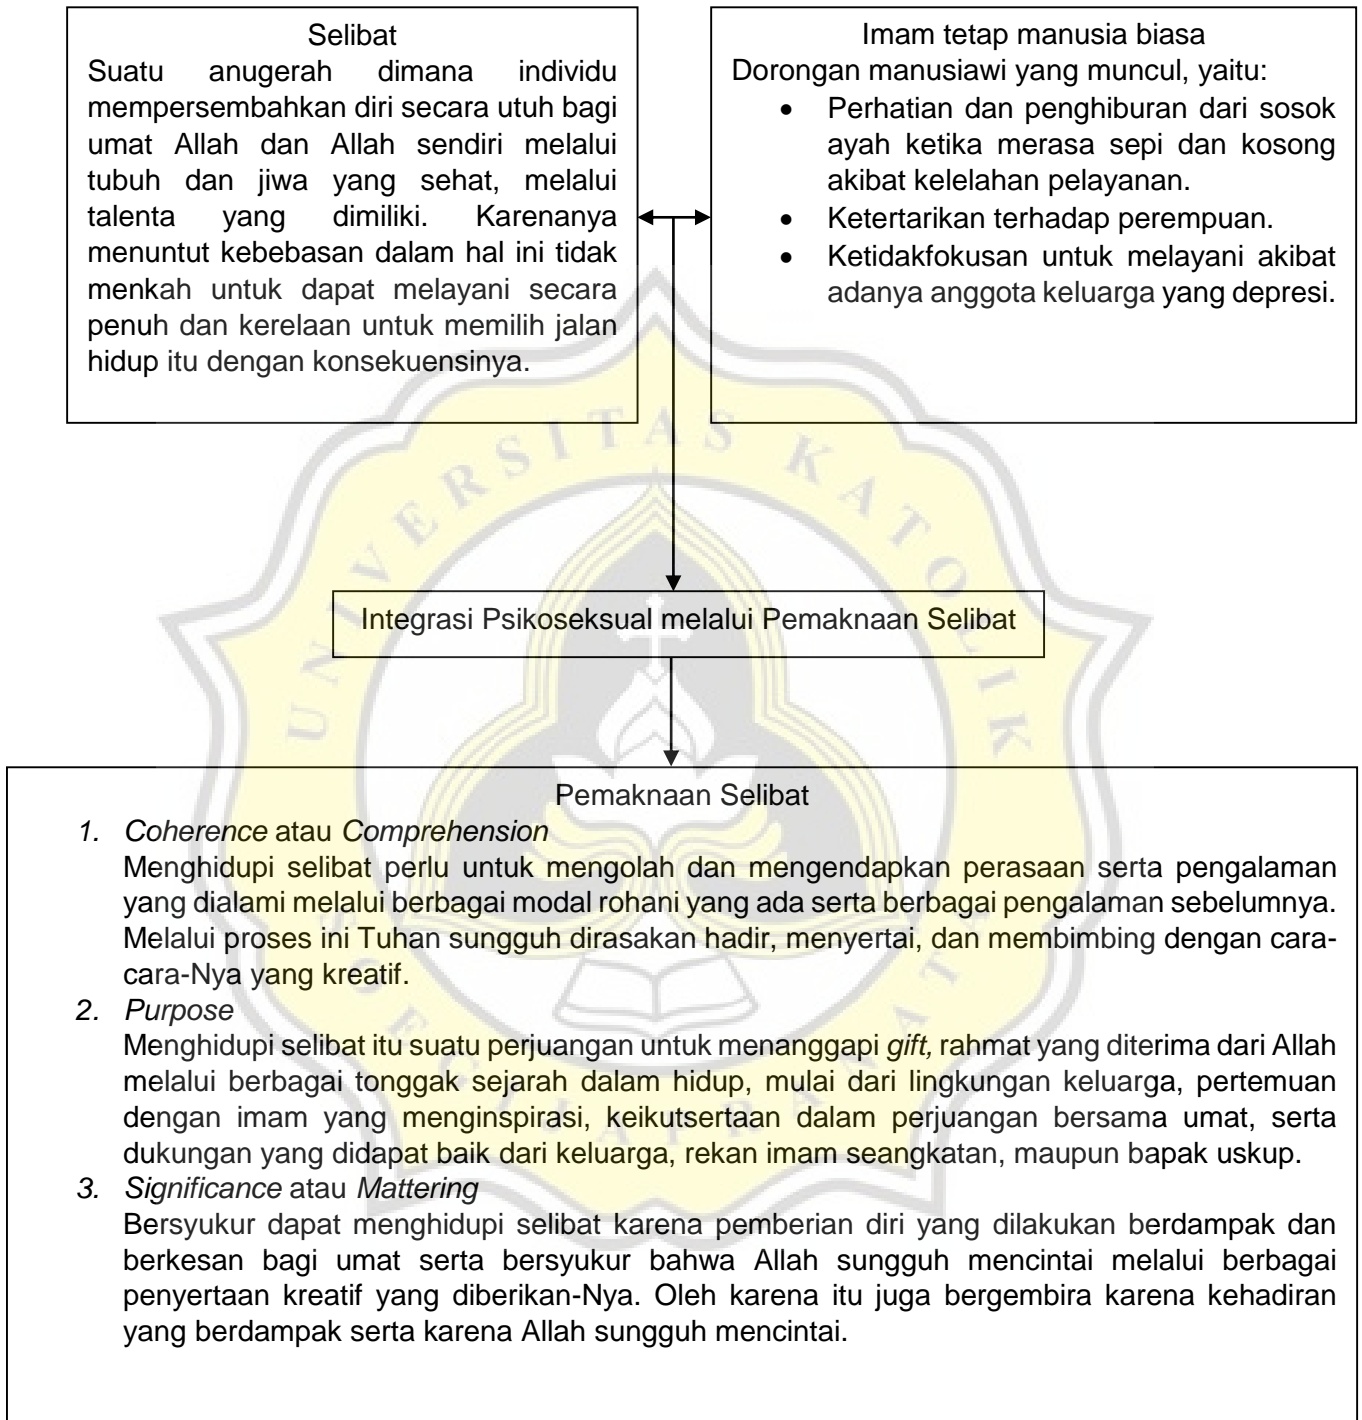 Selibat
Suatu anugerah dimana individu
mempersembahkan diri secara utuh bagi
umat Allah dan Allah sendiri melalui
tubuh dan jiwa yang sehat, melalui
talenta yang dimiliki. Karenanya
menuntut kebebasan dalam hal ini tidak
menkah untuk dapat melayani secara
penuh dan kerelaan untuk memilih jalan
hidup itu dengan konsekuensinya.
Imam tetap manusia biasa
Dorongan manusiawi yang muncul, yaitu:
• Perhatian dan penghiburan dari sosok
ayah ketika merasa sepi dan kosong
akibat kelelahan pelayanan.
• Ketertarikan terhadap perempuan.
• Ketidakfokusan untuk melayani akibat
adanya anggota keluarga yang depresi.
UNIVERSITAS KATOLIK
Integrasi Psikoseksual melalui Pemaknaan Selibat
Pemaknaan Selibat
1. Coherence atau Comprehension
Menghidupi selibat perlu untuk mengolah dan mengendapkan perasaan serta pengalaman
yang dialami melalui berbagai modal rohani yang ada serta berbagai pengalaman sebelumnya.
Melalui proses ini Tuhan sungguh dirasakan hadir, menyertai, dan membimbing dengan cara-
cara-Nya yang kreatif.
2. Purpose
Menghidupi selibat itu suatu perjuangan untuk menanggapi gift, rahmat yang diterima dari Allah
melalui berbagai tonggak sejarah dalam hidup, mulai dari lingkungan keluarga, pertemuan
dengan imam yang menginspirasi, keikutsertaan dalam perjuangan bersama umat, serta
dukungan yang didapat baik dari keluarga, rekan imam seangkatan, maupun bapak uskup.
3. Significance atau Mattering
Bersyukur dapat menghidupi selibat karena pemberian diri yang dilakukan berdampak dan
berkesan bagi umat serta bersyukur bahwa Allah sungguh mencintai melalui berbagai
penyertaan kreatif yang diberikan-Nya. Oleh karena itu juga bergembira karena kehadiran
yang berdampak serta karena Allah sungguh mencintai.
SOEGIJAPRANATA